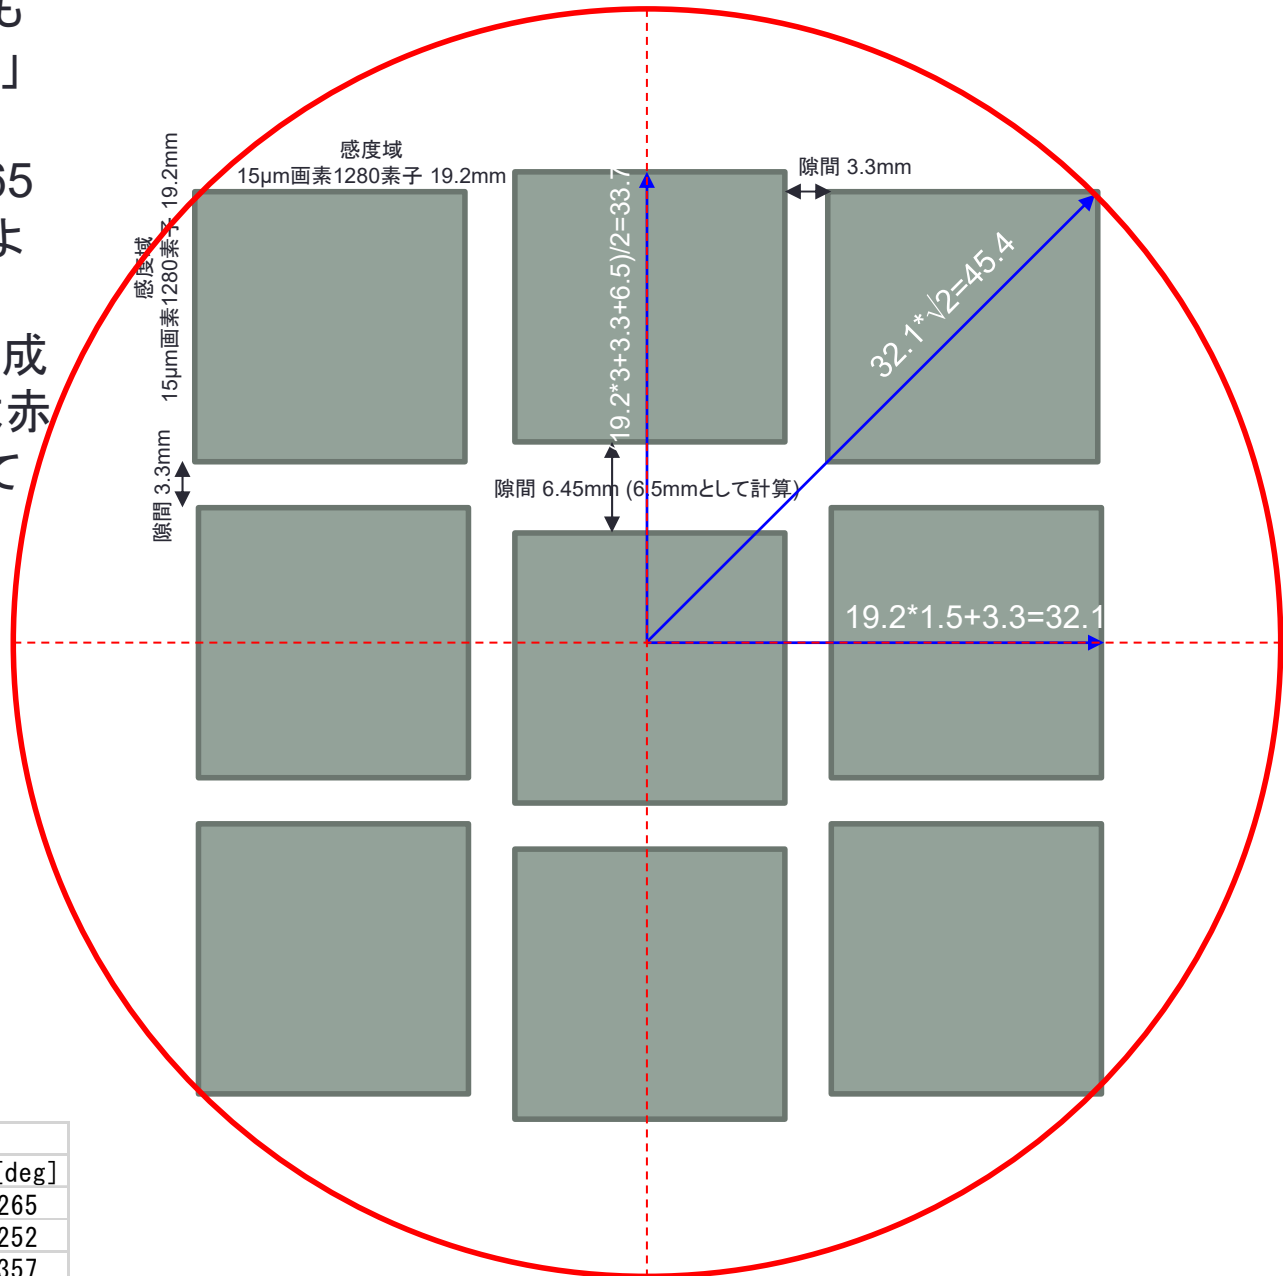 も
」
65
よ
成
赤
て
感度域
15μm画素1280素子 19.2mm
感度域
15μm画素1280素子 19.2mm
隙間 3.3mm
隙間 3.3mm
19.2*3+3.3+6.5)/2=33.7
32.1*√2=45.4
隙間 6.45mm (6.5mmとして計算)
19.2*1.5+3.3=32.1
[deg]
265
252
357